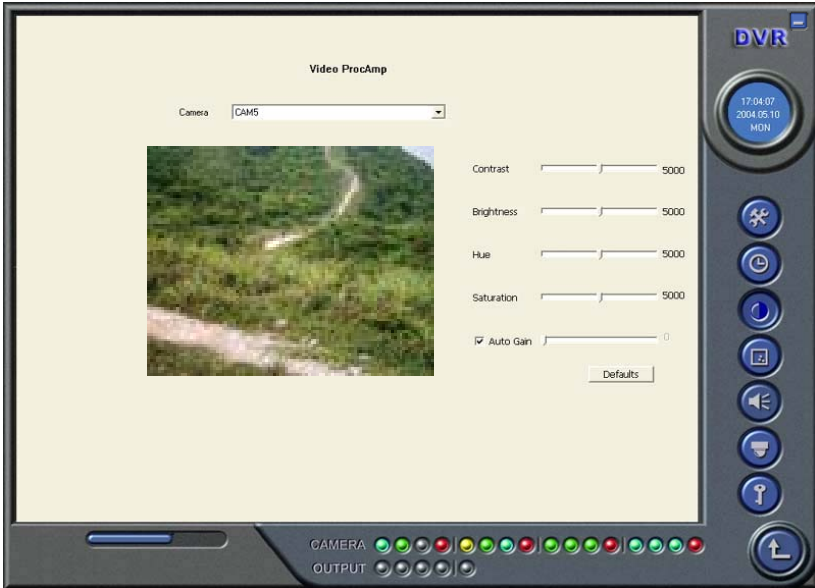 DVR
Video ProcAmp
17:04:07
2004.05.10
MON
Camera CAM5
Contrast 5000
Brightness 5000
Hue 5000
Saturation 5000
Auto Gain 0
Defaults
CAMERA
OUTPUT